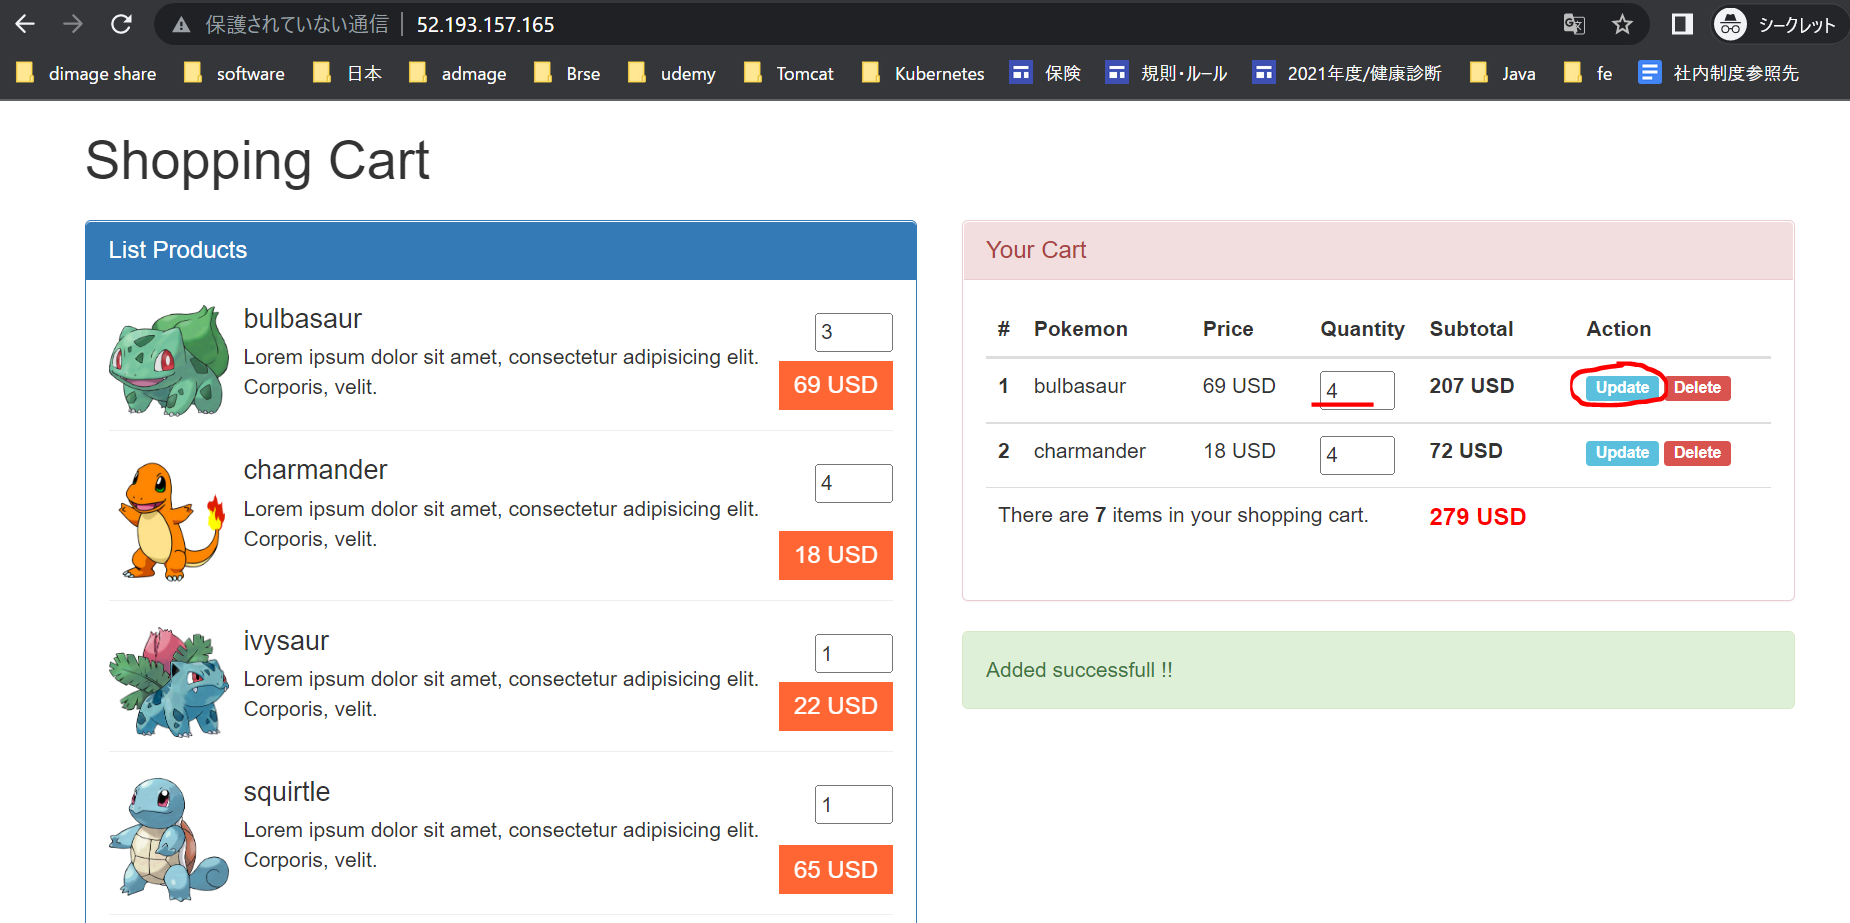 保護されていない通信 52.193.157.165 シークレット
dimage share software 日本 admage Brse udemy Tomcat Kubernetes 保険 規則・ルール 2021年度/健康診断 Java fe 社内制度参照先
Shopping Cart
List Products
bulbasaur
3
Lorem ipsum dolor sit amet, consectetur adipisicing elit.
Corporis, velit.
69 USD
charmander
4
Lorem ipsum dolor sit amet, consectetur adipisicing elit.
Corporis, velit.
18 USD
ivysaur
1
Lorem ipsum dolor sit amet, consectetur adipisicing elit.
Corporis, velit.
22 USD
squirtle
1
Lorem ipsum dolor sit amet, consectetur adipisicing elit.
Corporis, velit.
65 USD
Your Cart
# Pokemon Price Quantity Subtotal Action
1 bulbasaur 69 USD 4 207 USD Update Delete
2 charmander 18 USD 4 72 USD Update Delete
There are 7 items in your shopping cart. 279 USD
Added successfull !!